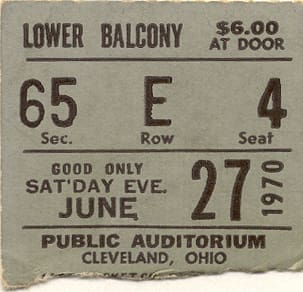 LOWER BALCONY $6.00 AT DOOR
65 E 4
Sec. Row Seat
GOOD ONLY
SAT'DAY EVE.
JUNE 27 1970
PUBLIC AUDITORIUM
CLEVELAND, OHIO